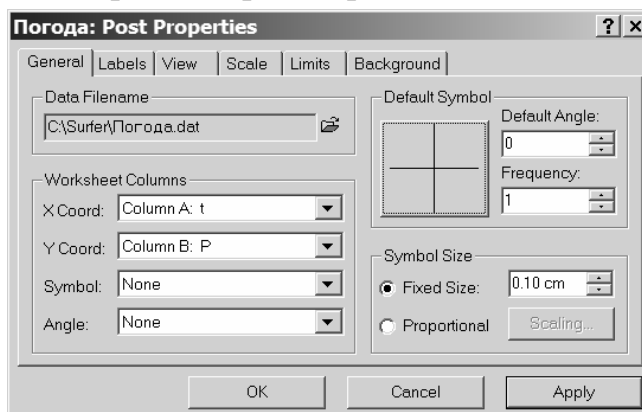 Погода: Post Properties
? x
General Labels View Scale Limits Background
Data Filename
C:\Surfer\Погода.dat
Worksheet Columns
X Coord: Column A: t
Y Coord: Column B: P
Symbol: None
Angle: None
Default Symbol
Default Angle:
0
Frequency:
1
Symbol Size
Fixed Size: 0.10 cm
Proportional Scaling...
OK Cancel Apply